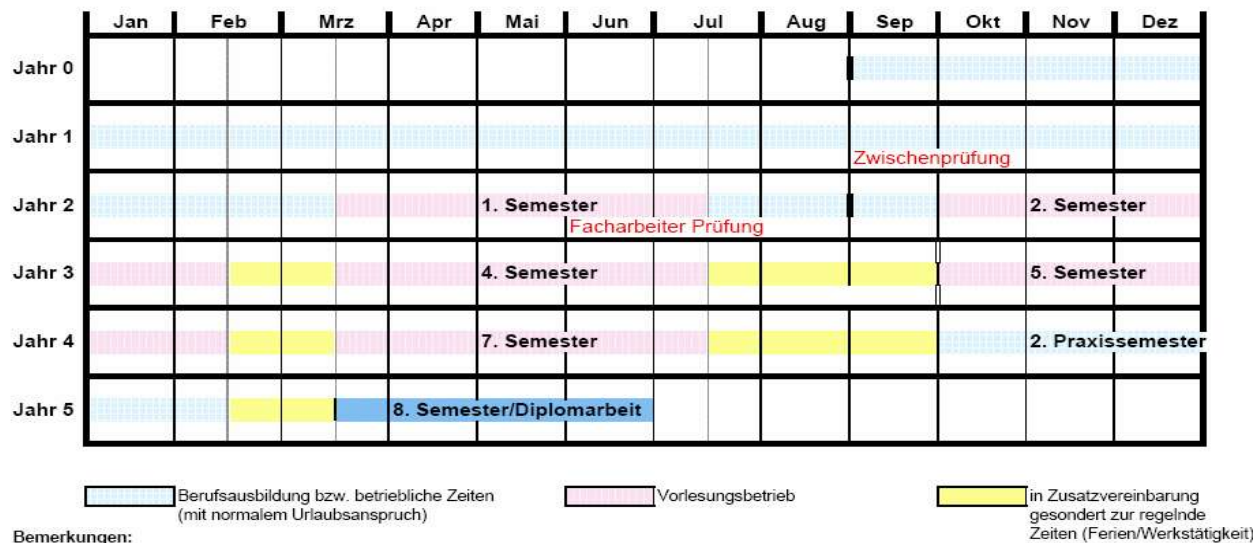 Jan Feb Mrz Apr Mai Jun Jul Aug Sep Okt Nov Dez
Jahr 0
Jahr 1
Zwischenprüfung
Jahr 2 1. Semester 2. Semester
Facharbeiter Prüfung
Jahr 3 4. Semester 5. Semester
Jahr 4 7. Semester 2. Praxissemester
Jahr 5 8. Semester/Diplomarbeit
Berufsausbildung bzw. betriebliche Zeiten Vorlesungsbetrieb in Zusatzvereinbarung
(mit normalem Urlaubsanspruch) gesondert zur regelnde
Bemerkungen: Zeiten (Ferien/Werkstätigkeit)